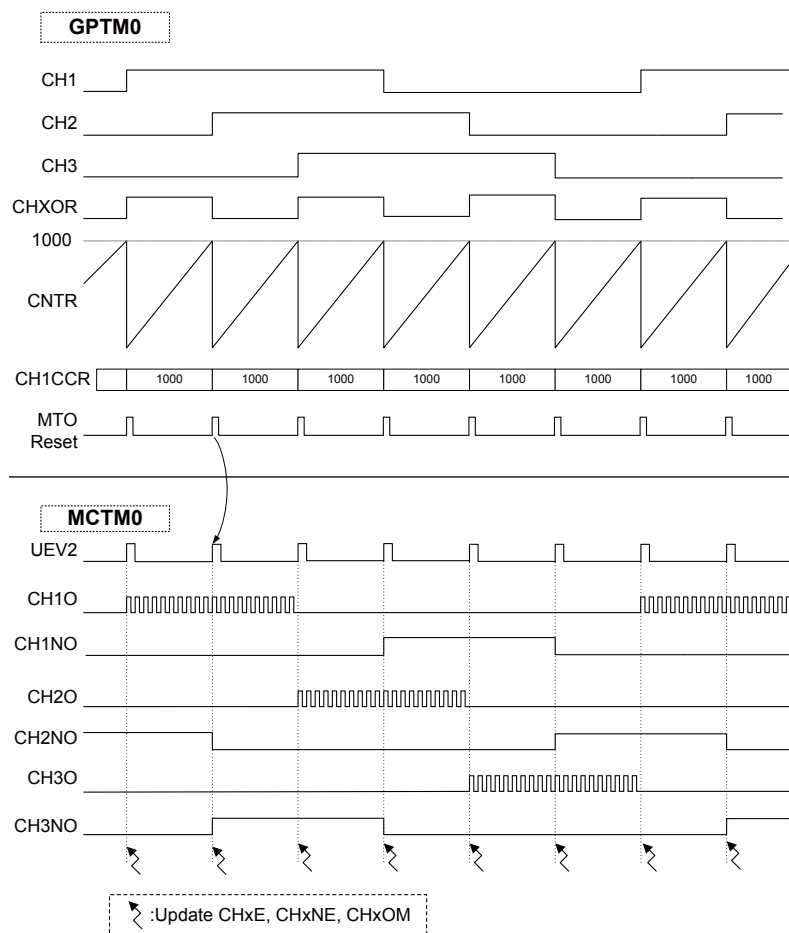 GPTM0
CH1
CH2
CH3
CHXOR
1000
CNTR
CH1CCR 1000 1000 1000 1000 1000 1000 1000 1000
MTO
Reset
MCTM0
UEV2
CH1O
CH1NO
CH2O
CH2NO
CH3O
CH3NO
:Update CHxE, CHxNE, CHxOM